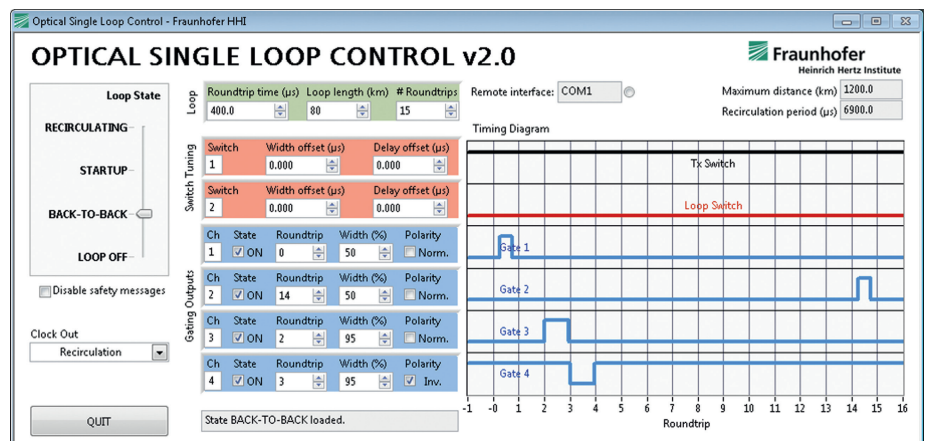 Optical Single Loop Control - Fraunhofer HHI
OPTICAL SINGLE LOOP CONTROL v2.0
Fraunhofer
Heinrich Hertz Institute
Loop State
RECIRCULATING
STARTUP
BACK-TO-BACK
LOOP OFF
Disable safety messages
Clock Out
Recirculation
QUIT
Loop
Roundtrip time (µs) Loop length (km) # Roundtrips
400.0 80 15
Switch Tuning
Switch Width offset (µs) Delay offset (µs)
1 0.000 0.000
Switch Width offset (µs) Delay offset (µs)
2 0.000 0.000
Gating Outputs
Ch State Roundtrip Width (%) Polarity
1 ON 0 50 Norm.
Ch State Roundtrip Width (%) Polarity
2 ON 14 50 Norm.
Ch State Roundtrip Width (%) Polarity
3 ON 2 95 Norm.
Ch State Roundtrip Width (%) Polarity
4 ON 3 95 Inv.
State BACK-TO-BACK loaded.
Remote interface: COM1
Maximum distance (km) 1200.0
Recirculation period (µs) 6900.0
Timing Diagram
Tx Switch
Loop Switch
Gate 1
Gate 2
Gate 3
Gate 4
-1 -0 1 2 3 4 5 6 7 8 9 10 11 12 13 14 15 16
Roundtrip